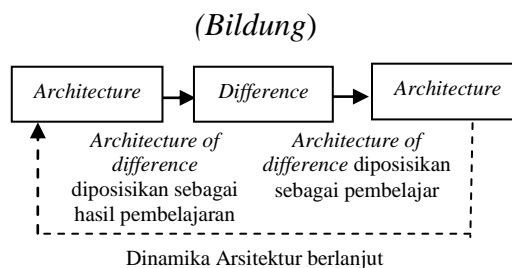 (Bildung)
Architecture
Difference
Architecture
Architecture of
difference
diposisikan sebagai
hasil pembelajaran
Architecture of
difference diposisikan
sebagai pembelajar
Dinamika Arsitektur berlanjut